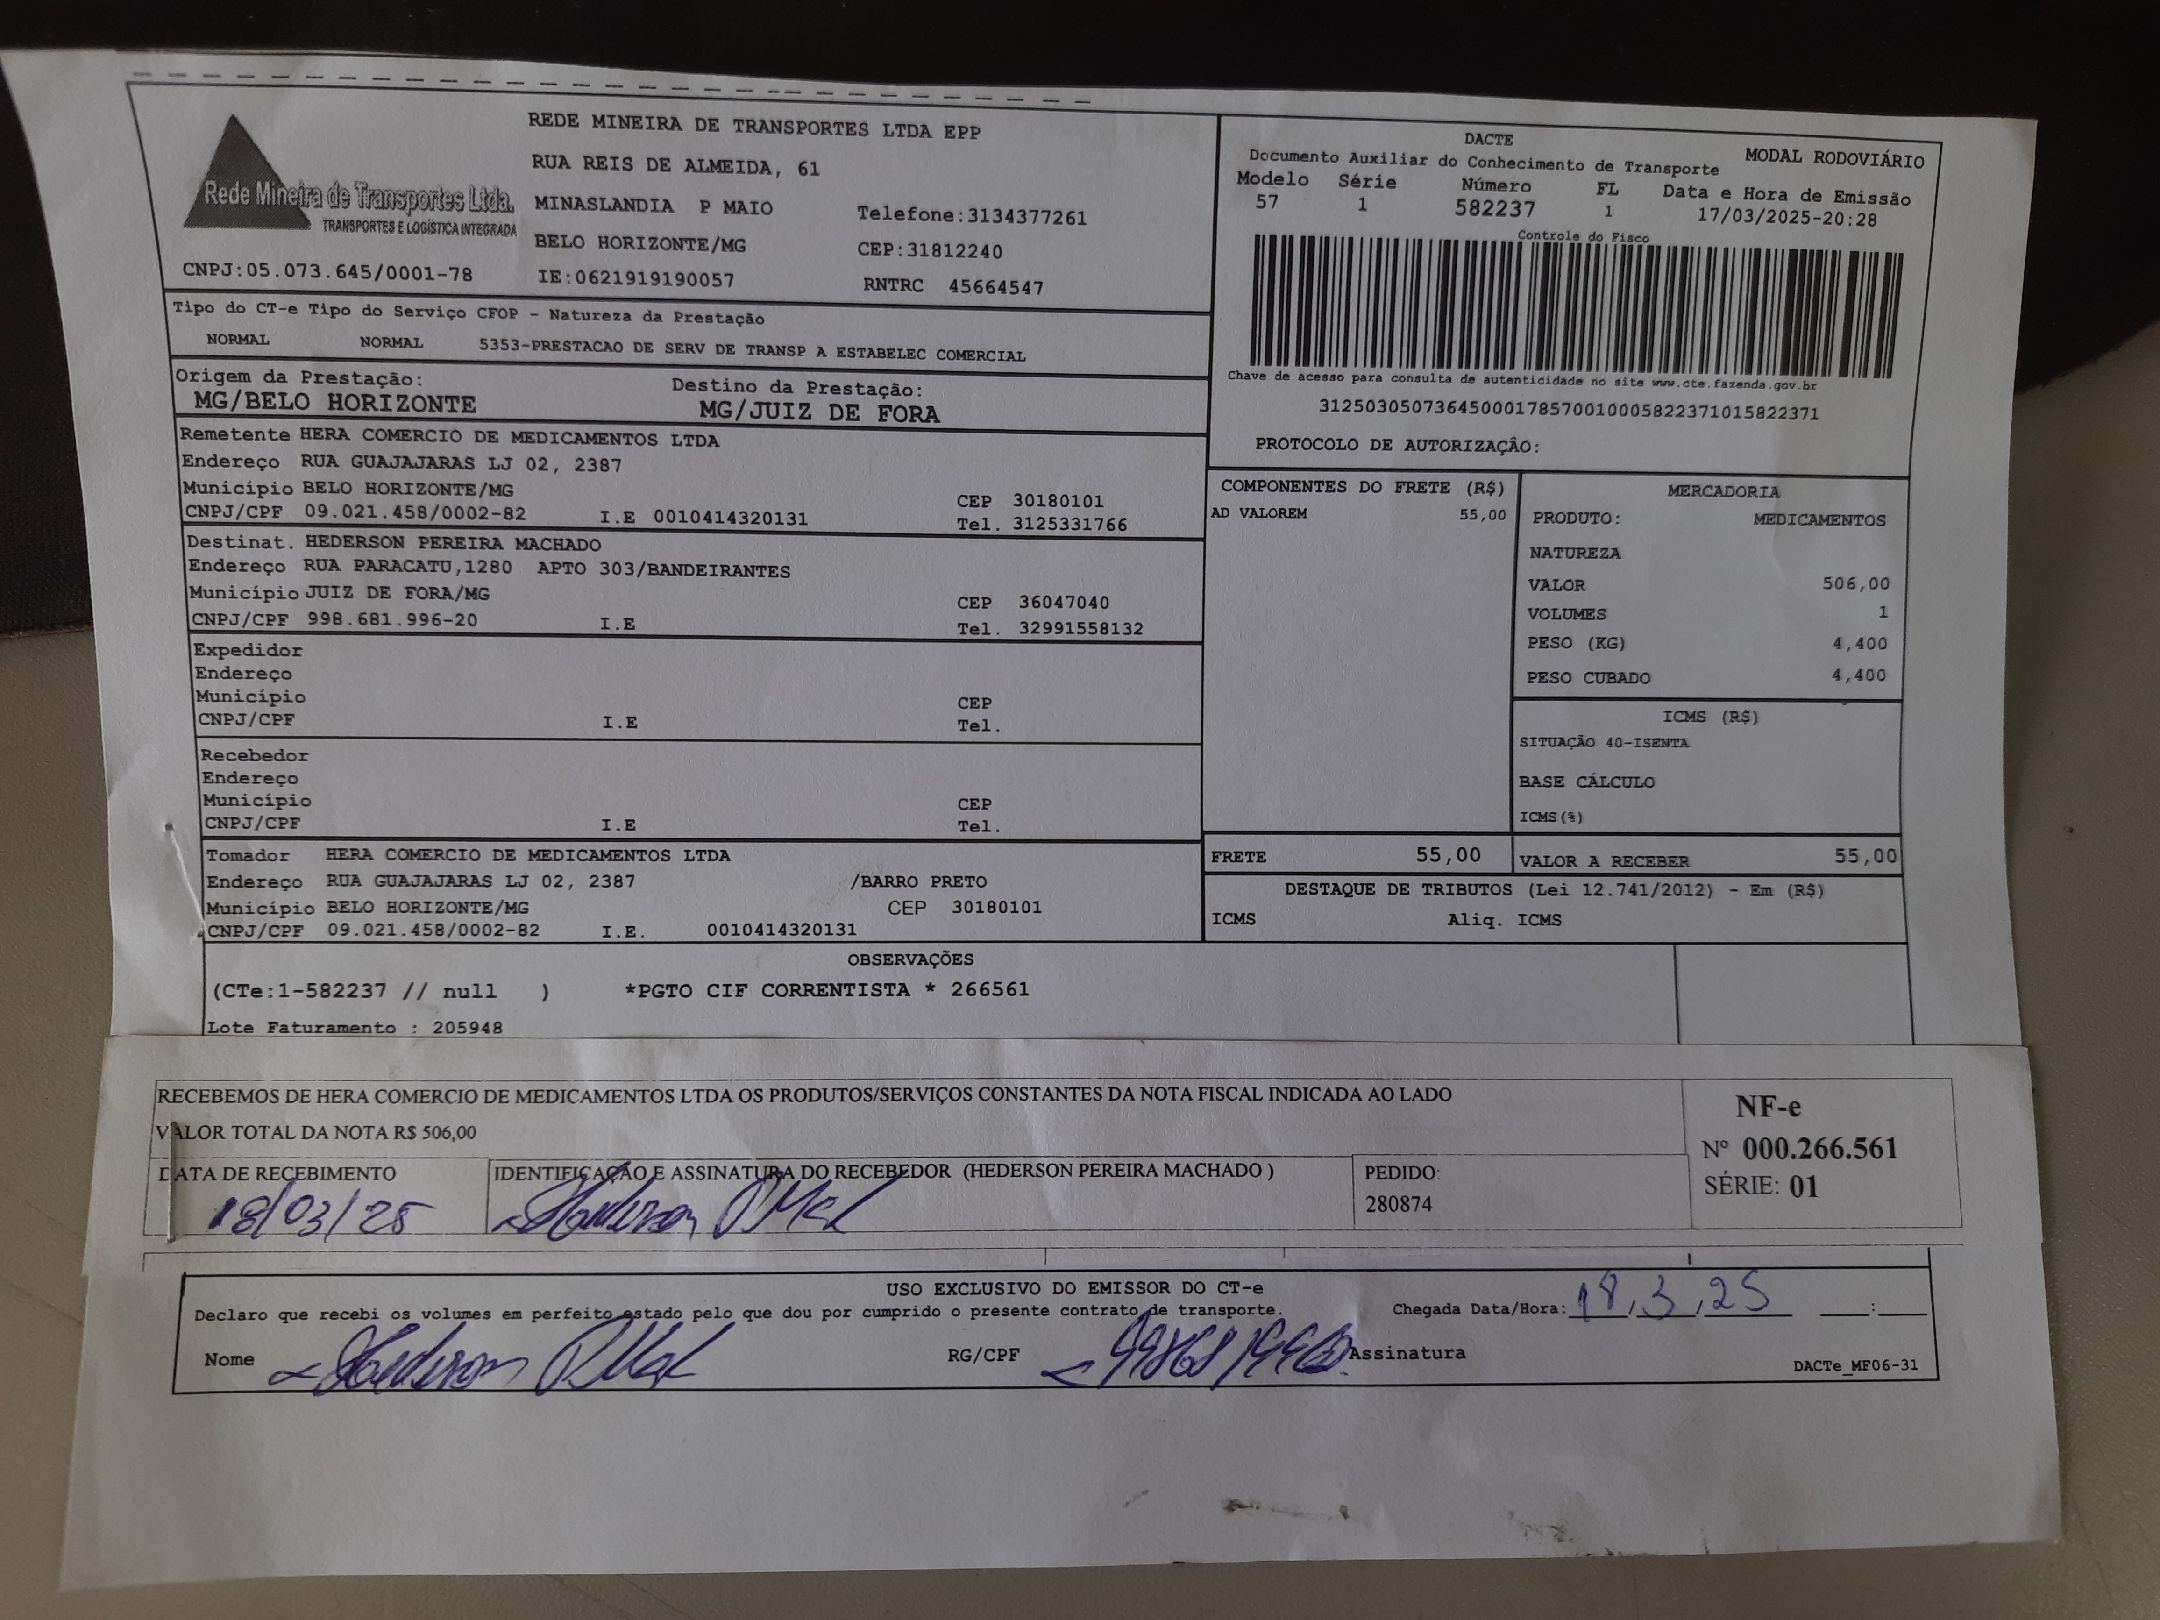 REDE MINEIRA DE TRANSPORTES LTDA EPP
RUA REIS DE ALMEIDA, 61
MINASLANDIA P MAIO Telefone:3134377261
BELO HORIZONTE/MG CEP:31812240
IE:0621919190057 RNTRC 45664547
Rede Mineira de Transportes Ltda.
TRANSPORTES E LOGÍSTICA INTEGRADA
CNPJ:05.073.645/0001-78
DACTE
Documento Auxiliar do Conhecimento de Transporte MODAL RODOVIÁRIO
Modelo Série Número FL Data e Hora de Emissão
57 1 582237 1 17/03/2025-20:28
Controle do Fisco
Chave de acesso para consulta de autenticidade no site www.cte.fazenda.gov.br
31250305073645000178570010005822371015822371
PROTOCOLO DE AUTORIZAÇÂO:
Tipo do CT-e Tipo do Serviço CFOP - Natureza da Prestação
NORMAL NORMAL 5353-PRESTACAO DE SERV DE TRANSP A ESTABELEC COMERCIAL
Origem da Prestação: Destino da Prestação:
MG/BELO HORIZONTE MG/JUIZ DE FORA
Remetente HERA COMERCIO DE MEDICAMENTOS LTDA
Endereço RUA GUAJAJARAS LJ 02, 2387
Município BELO HORIZONTE/MG CEP 30180101
CNPJ/CPF 09.021.458/0002-82 I.E 0010414320131 Tel. 3125331766
Destinat. HEDERSON PEREIRA MACHADO
Endereço RUA PARACATU,1280 APTO 303/BANDEIRANTES
Município JUIZ DE FORA/MG CEP 36047040
CNPJ/CPF 998.681.996-20 I.E Tel. 32991558132
Expedidor
Endereço
Município CEP
CNPJ/CPF I.E Tel.
Recebedor
Endereço
Município CEP
CNPJ/CPF I.E Tel.
Tomador HERA COMERCIO DE MEDICAMENTOS LTDA
Endereço RUA GUAJAJARAS LJ 02, 2387 /BARRO PRETO
Município BELO HORIZONTE/MG CEP 30180101
CNPJ/CPF 09.021.458/0002-82 I.E. 0010414320131
COMPONENTES DO FRETE (R$)
AD VALOREM 55,00
MERCADORIA
PRODUTO: MEDICAMENTOS
NATUREZA
VALOR 506,00
VOLUMES 1
PESO (KG) 4,400
PESO CUBADO 4,400
ICMS (R$)
SITUAÇÃO 40-ISENTA
BASE CÁLCULO
ICMS(%)
FRETE 55,00 VALOR A RECEBER 55,00
DESTAQUE DE TRIBUTOS (Lei 12.741/2012) - Em (R$)
ICMS Aliq. ICMS
OBSERVAÇÕES
(CTe:1-582237 // null ) *PGTO CIF CORRENTISTA * 266561
Lote Faturamento : 205948
RECEBEMOS DE HERA COMERCIO DE MEDICAMENTOS LTDA OS PRODUTOS/SERVIÇOS CONSTANTES DA NOTA FISCAL INDICADA AO LADO
VALOR TOTAL DA NOTA R$ 506,00
DATA DE RECEBIMENTO IDENTIFICAÇÃO E ASSINATURA DO RECEBEDOR (HEDERSON PEREIRA MACHADO )
18/03/25
PEDIDO:
280874
NF-e
Nº 000.266.561
SÉRIE: 01
USO EXCLUSIVO DO EMISSOR DO CT-e
Declaro que recebi os volumes em perfeito estado pelo que dou por cumprido o presente contrato de transporte. Chegada Data/Hora: 18/3/25 :
Nome RG/CPF Assinatura
DACTe_MF06-31